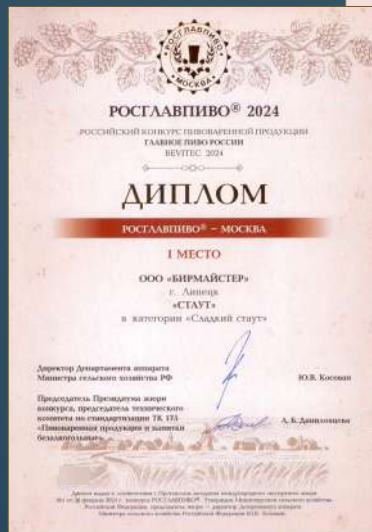 РОСГЛАВПИВО
МОСКВА
РОСГЛАВПИВО® 2024
РОССИЙСКИЙ КОНКУРС ПИВОВАРЕННОЙ ПРОДУКЦИИ
ГЛАВНОЕ ПИВО РОССИИ
BEVITEC 2024
ДИПЛОМ
РОСГЛАВПИВО® – МОСКВА
I МЕСТО
ООО «БИРМАЙСТЕР»
г. Липецк
«СТАУТ»
в категории «Сладкий стаут»
Директор Департамента аппарата
Министра сельского хозяйства РФ
Ю.В. Косован
Председатель Президиума жюри
конкурса, председатель технического
комитета по стандартизации ТК 175
«Пивоваренная продукция и напитки
безалкогольные»
А. Б. Даниловцева